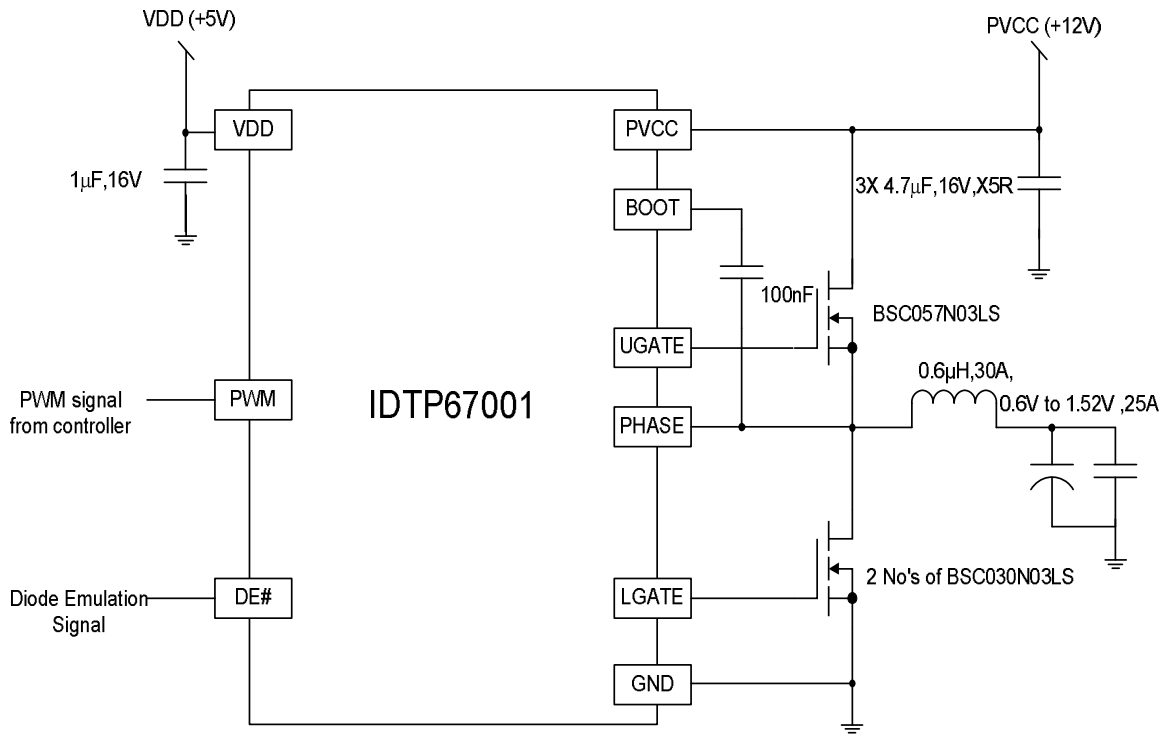 VDD (+5V)
PVCC (+12V)
VDD
PVCC
1μF,16V
3X 4.7μF,16V,X5R
BOOT
100nF
BSC057N03LS
UGATE
0.6μH,30A,
0.6V to 1.52V ,25A
PWM signal
from controller
PWM
IDTP67001
PHASE
2 No's of BSC030N03LS
Diode Emulation
Signal
DE#
LGATE
GND